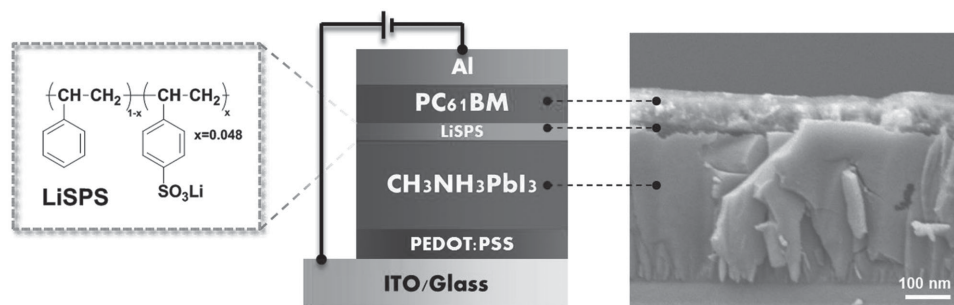 CH-CH₂ CH-CH₂
1-x x
x=0.048
SO₃Li
LiSPS
Al
PC₆₁BM
LiSPS
CH₃NH₃PbI₃
PEDOT:PSS
ITO/Glass
100 nm